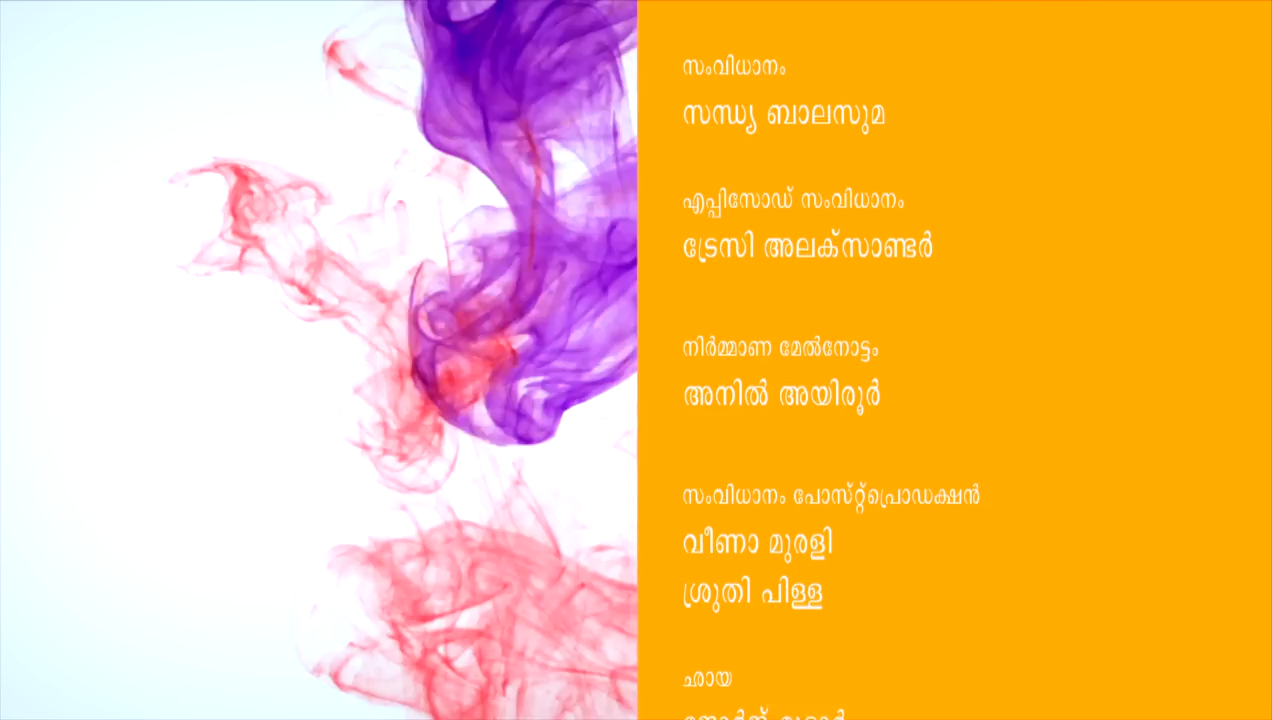 സംവിധാനം
സന്ധ്യ ബാലസുമ
എപ്പിസോഡ് സംവിധാനം
ട്രേസി അലക്സാണ്ടർ
നിർമ്മാണ മേൽനോട്ടം
അനിൽ അയിരൂർ
സംവിധാനം പോസ്റ്റ്പ്രൊഡക്ഷൻ
വീണാ മുരളി
ശ്രുതി പിള്ള
ഛായ